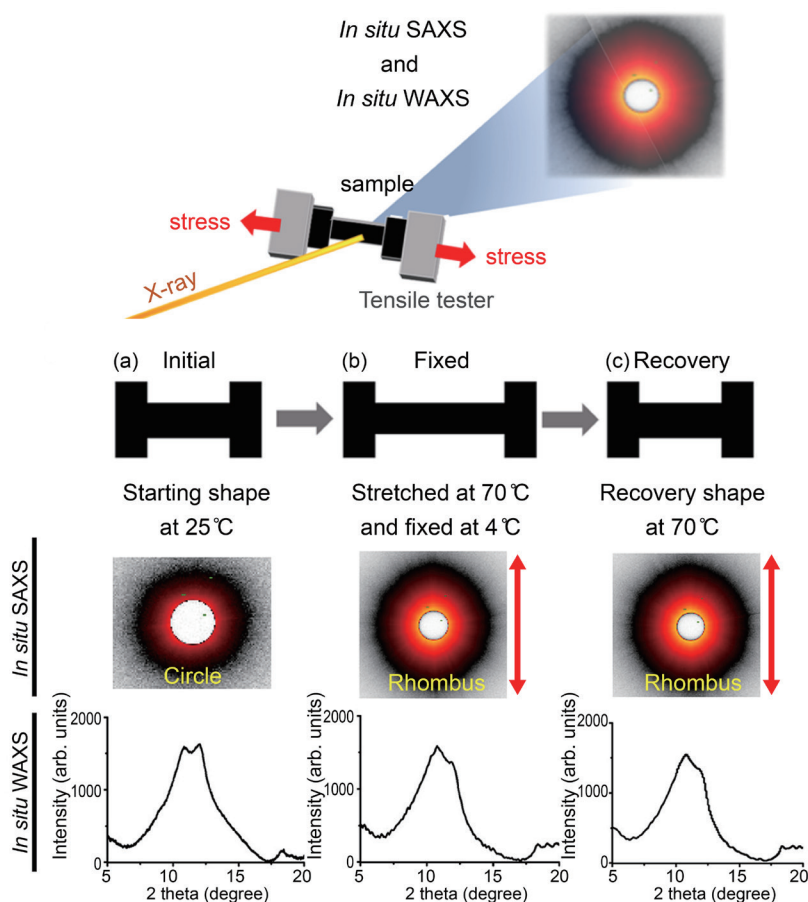 In situ SAXS
and
In situ WAXS
sample
stress
stress
X-ray
Tensile tester
(a) Initial
(b) Fixed
(c) Recovery
Starting shape
at 25℃
Stretched at 70℃
and fixed at 4℃
Recovery shape
at 70℃
In situ SAXS
Circle
Rhombus
Rhombus
In situ WAXS
Intensity (arb. units)
2000
1000
0
5 10 15 20
2 theta (degree)
Intensity (arb. units)
2000
1000
0
5 10 15 20
2 theta (degree)
Intensity (arb. units)
2000
1000
0
5 10 15 20
2 theta (degree)